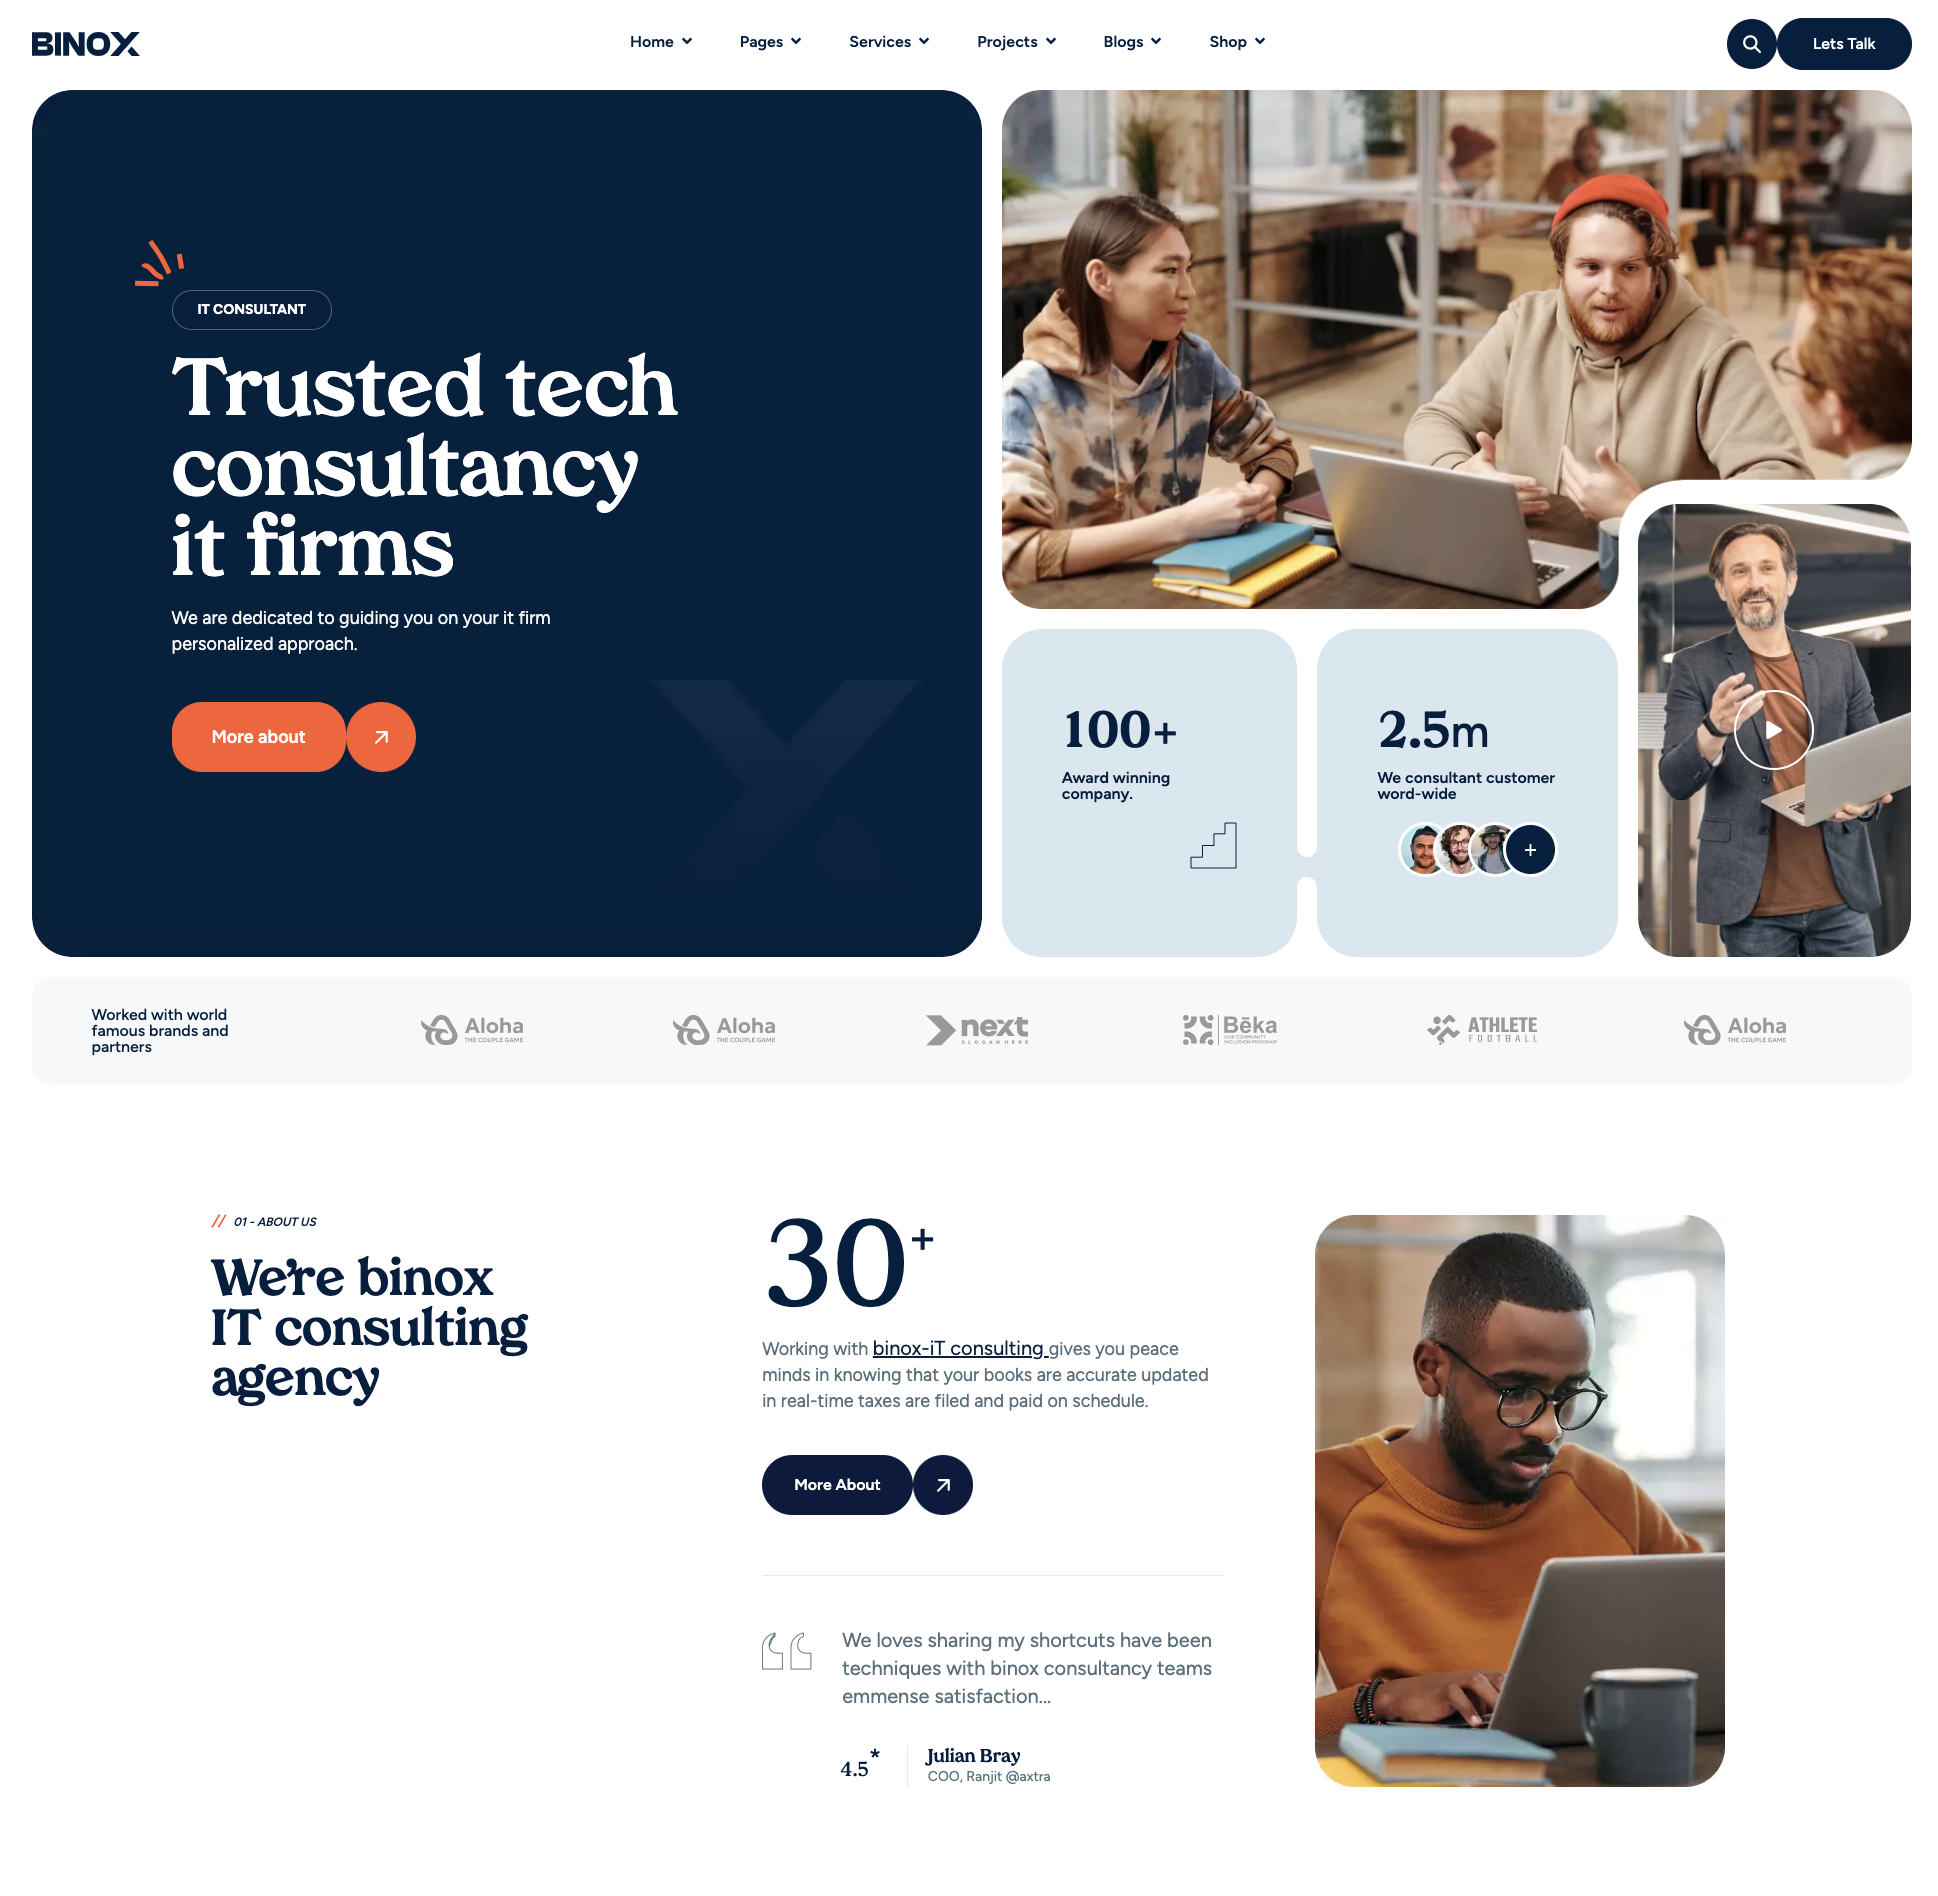 BINOX
Home
Pages
Services
Projects
Blogs
Shop
Lets Talk
IT CONSULTANT
Trusted tech
consultancy
it firms
We are dedicated to guiding you on your it firm
personalized approach.
More about
100+
Award winning
company.
2.5m
We consultant customer
word-wide
+
Worked with world
famous brands and
partners
Aloha
THE COUPLE GAME
Aloha
THE COUPLE GAME
next
SLOGANHERE
Bēka
OUR COMMUNITY
INCLUSION PROGRAM
ATHLETE
FOOTBALL
Aloha
THE COUPLE GAME
// 01 - ABOUT US
We're binox
IT consulting
agency
30+
Working with binox-iT consulting gives you peace
minds in knowing that your books are accurate updated
in real-time taxes are filed and paid on schedule.
More About
We loves sharing my shortcuts have been
techniques with binox consultancy teams
emmense satisfaction...
4.5*
Julian Bray
COO, Ranjit @axtra